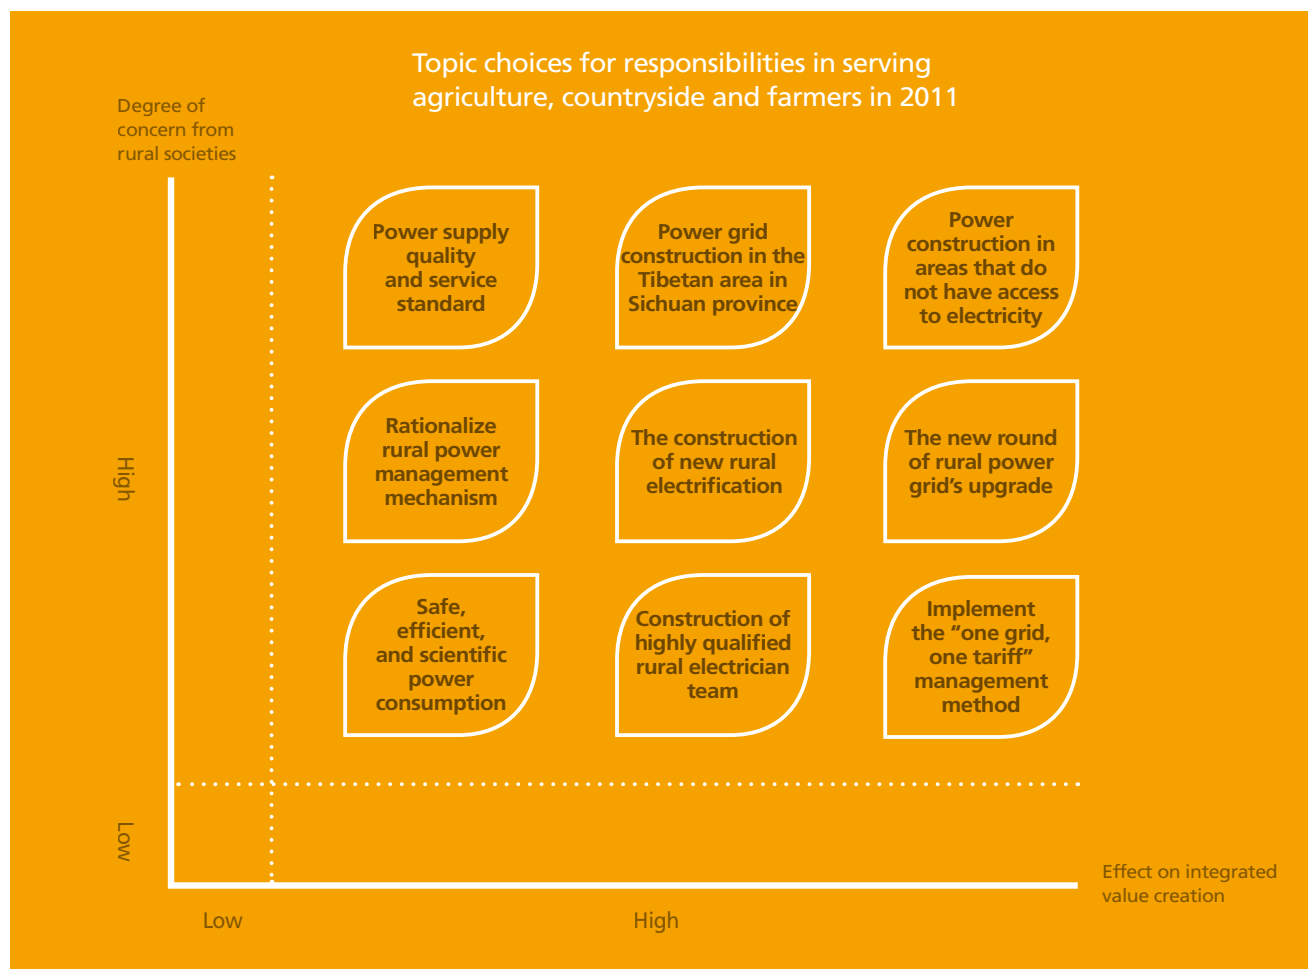 Topic choices for responsibilities in serving
agriculture, countryside and farmers in 2011
Degree of
concern from
rural societies
Power supply
quality
and service
standard
Power grid
construction in the
Tibetan area in
Sichuan province
Power
construction in
areas that do
not have access
to electricity
High
Rationalize
rural power
management
mechanism
The construction
of new rural
electrification
The new round
of rural power
grid’s upgrade
Safe,
efficient,
and scientific
power
consumption
Construction of
highly qualified
rural electrician
team
Implement
the “one grid,
one tariff”
management
method
Low
Effect on integrated
value creation
Low
High